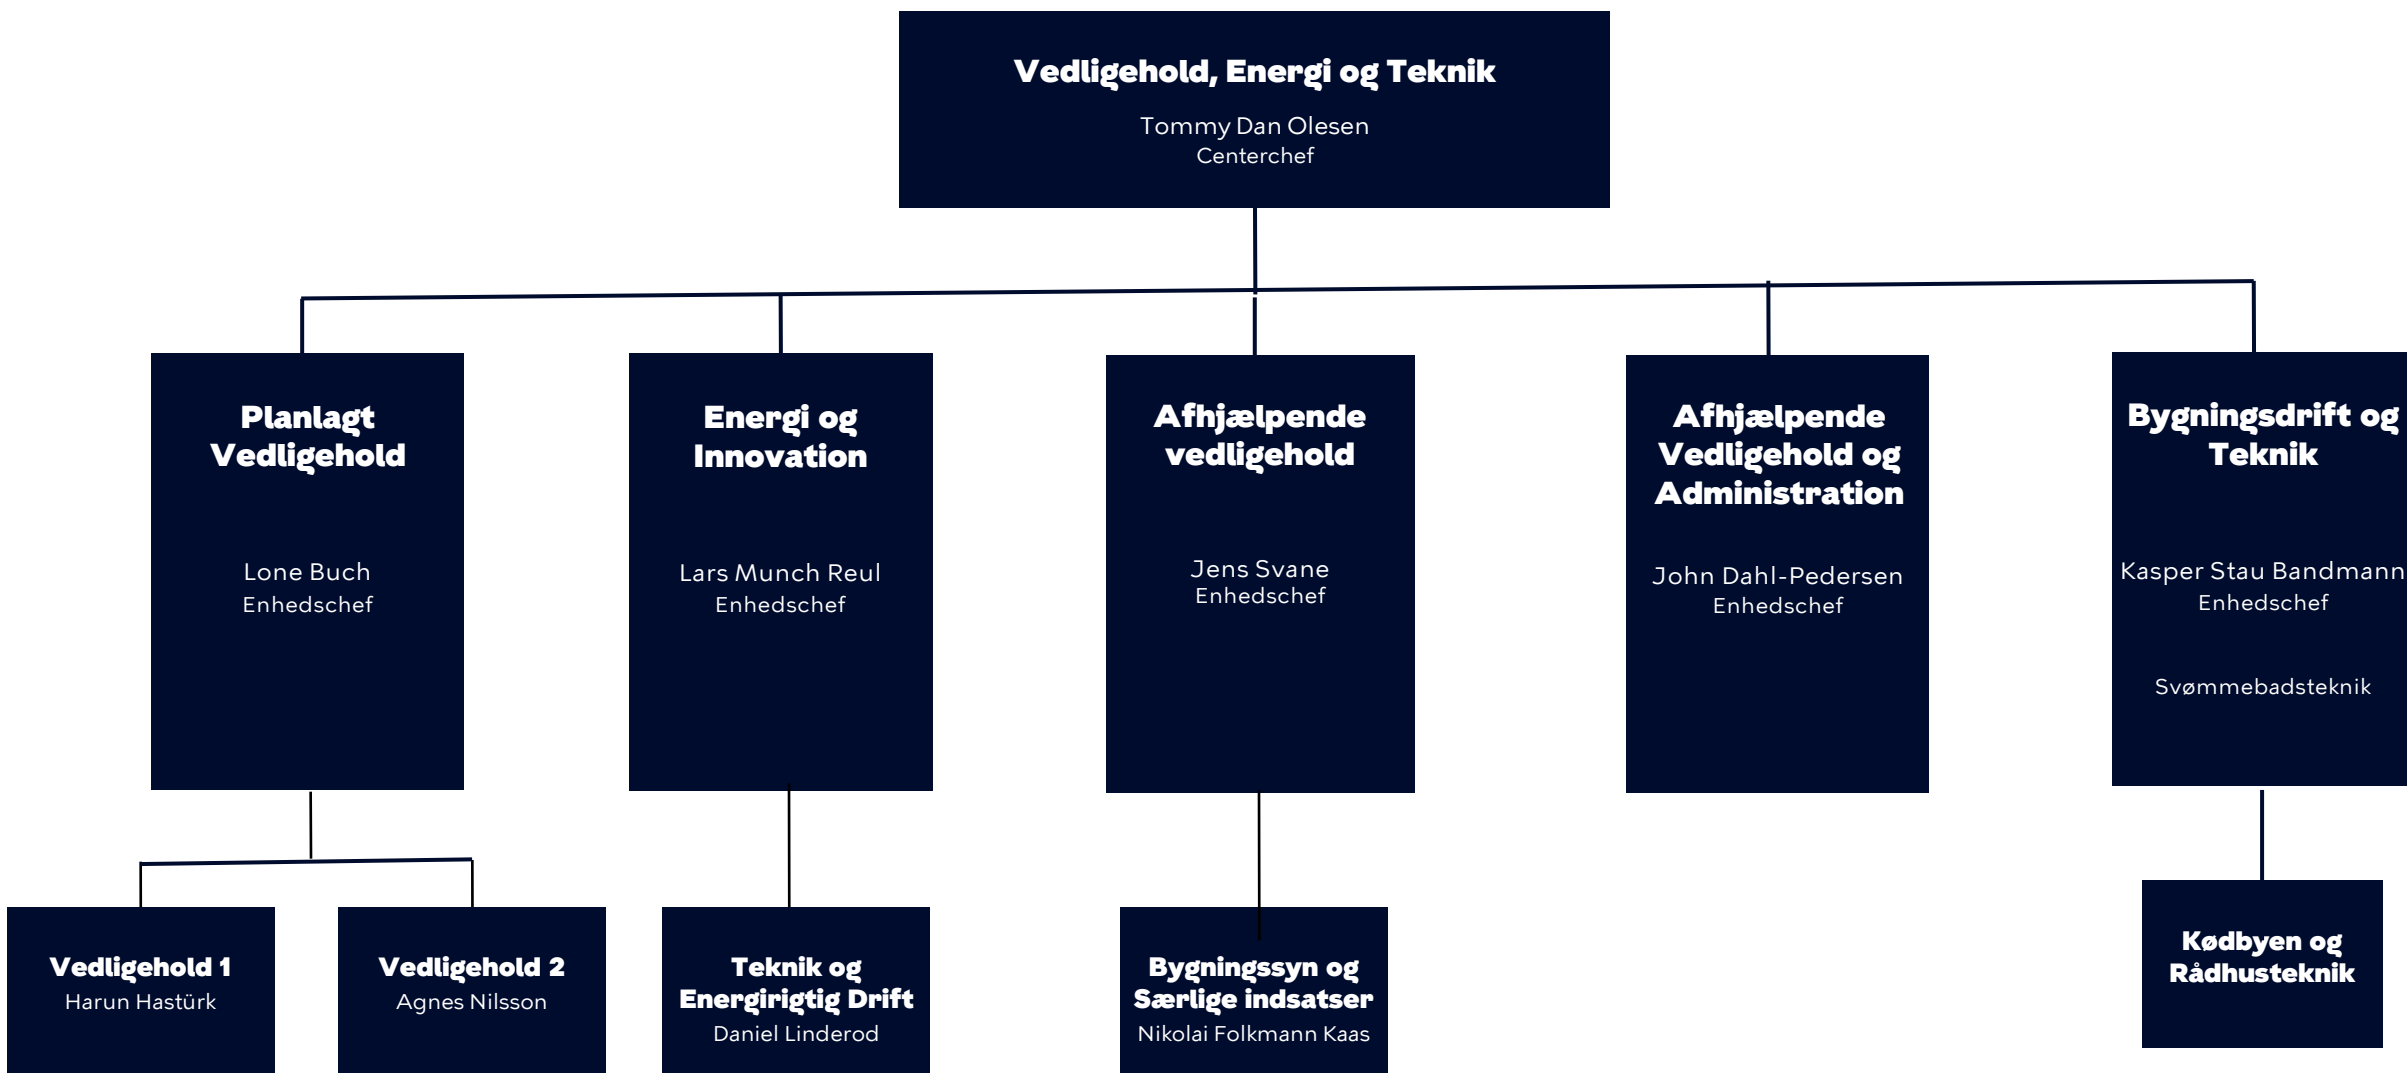 Vedligehold, Energi og Teknik
Tommy Dan Olesen
Centerchef
Planlagt
Vedligehold
Lone Buch
Enhedschef
Energi og
Innovation
Lars Munch Reul
Enhedschef
Afhjælpende
vedligehold
Jens Svane
Enhedschef
Afhjælpende
Vedligehold og
Administration
John Dahl-Pedersen
Enhedschef
Bygningsdrift og
Teknik
Kasper Stau Bandmann
Enhedschef
Svømmebadsteknik
Vedligehold 1
Harun Hastürk
Vedligehold 2
Agnes Nilsson
Teknik og
Energirigtig Drift
Daniel Linderod
Bygningssyn og
Særlige indsatser
Nikolai Folkmann Kaas
Kødbyen og
Rådhusteknik